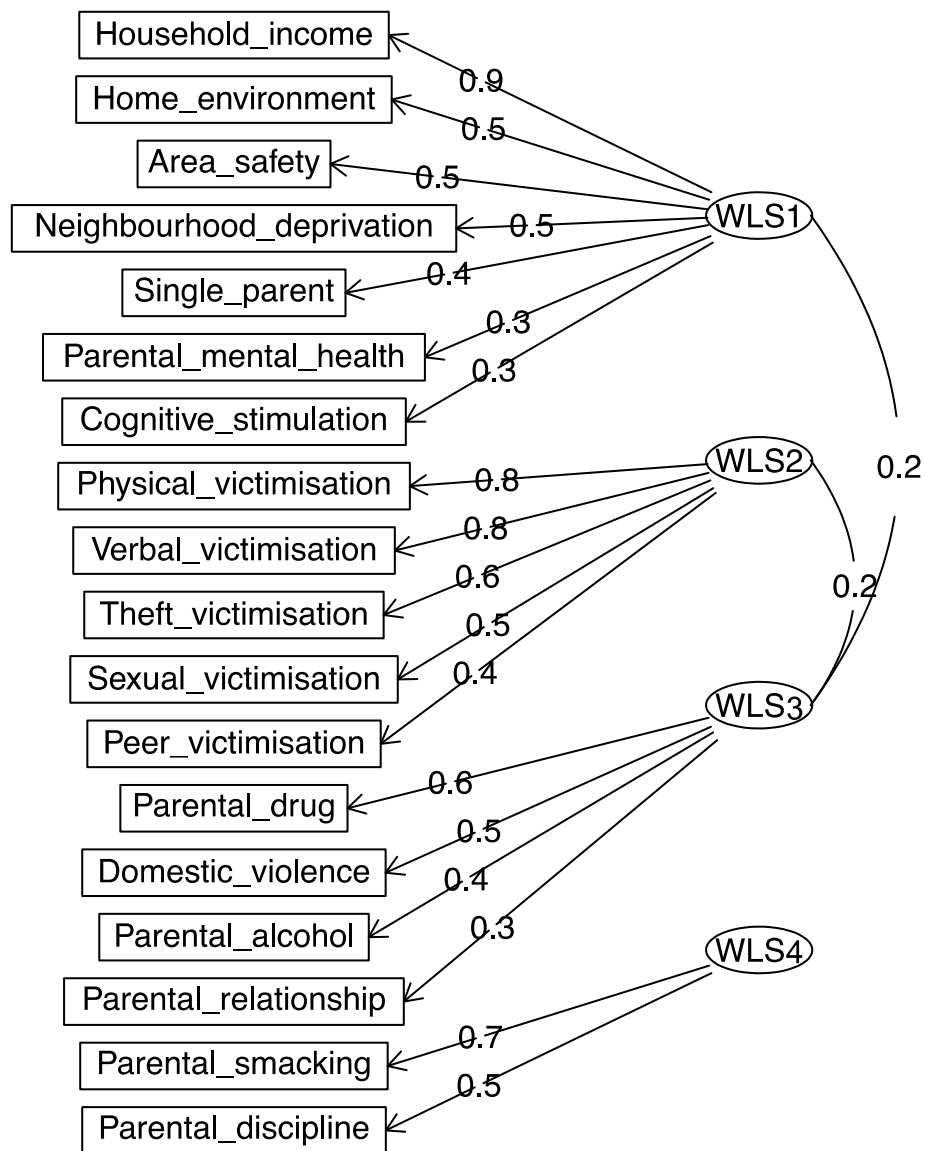 Household_income
0.9
Home_environment
0.5
Area_safety
0.5
WLS1
Neighbourhood_deprivation
0.5
Single_parent
0.4
Parental_mental_health
0.3
Cognitive_stimulation
0.3
Physical_victimisation
0.8
WLS2
0.2
Verbal_victimisation
0.8
Theft_victimisation
0.6
0.2
Sexual_victimisation
0.5
Peer_victimisation
0.4
WLS3
Parental_drug
0.6
Domestic_violence
0.5
Parental_alcohol
0.4
Parental_relationship
0.3
WLS4
Parental_smacking
0.7
Parental_discipline
0.5